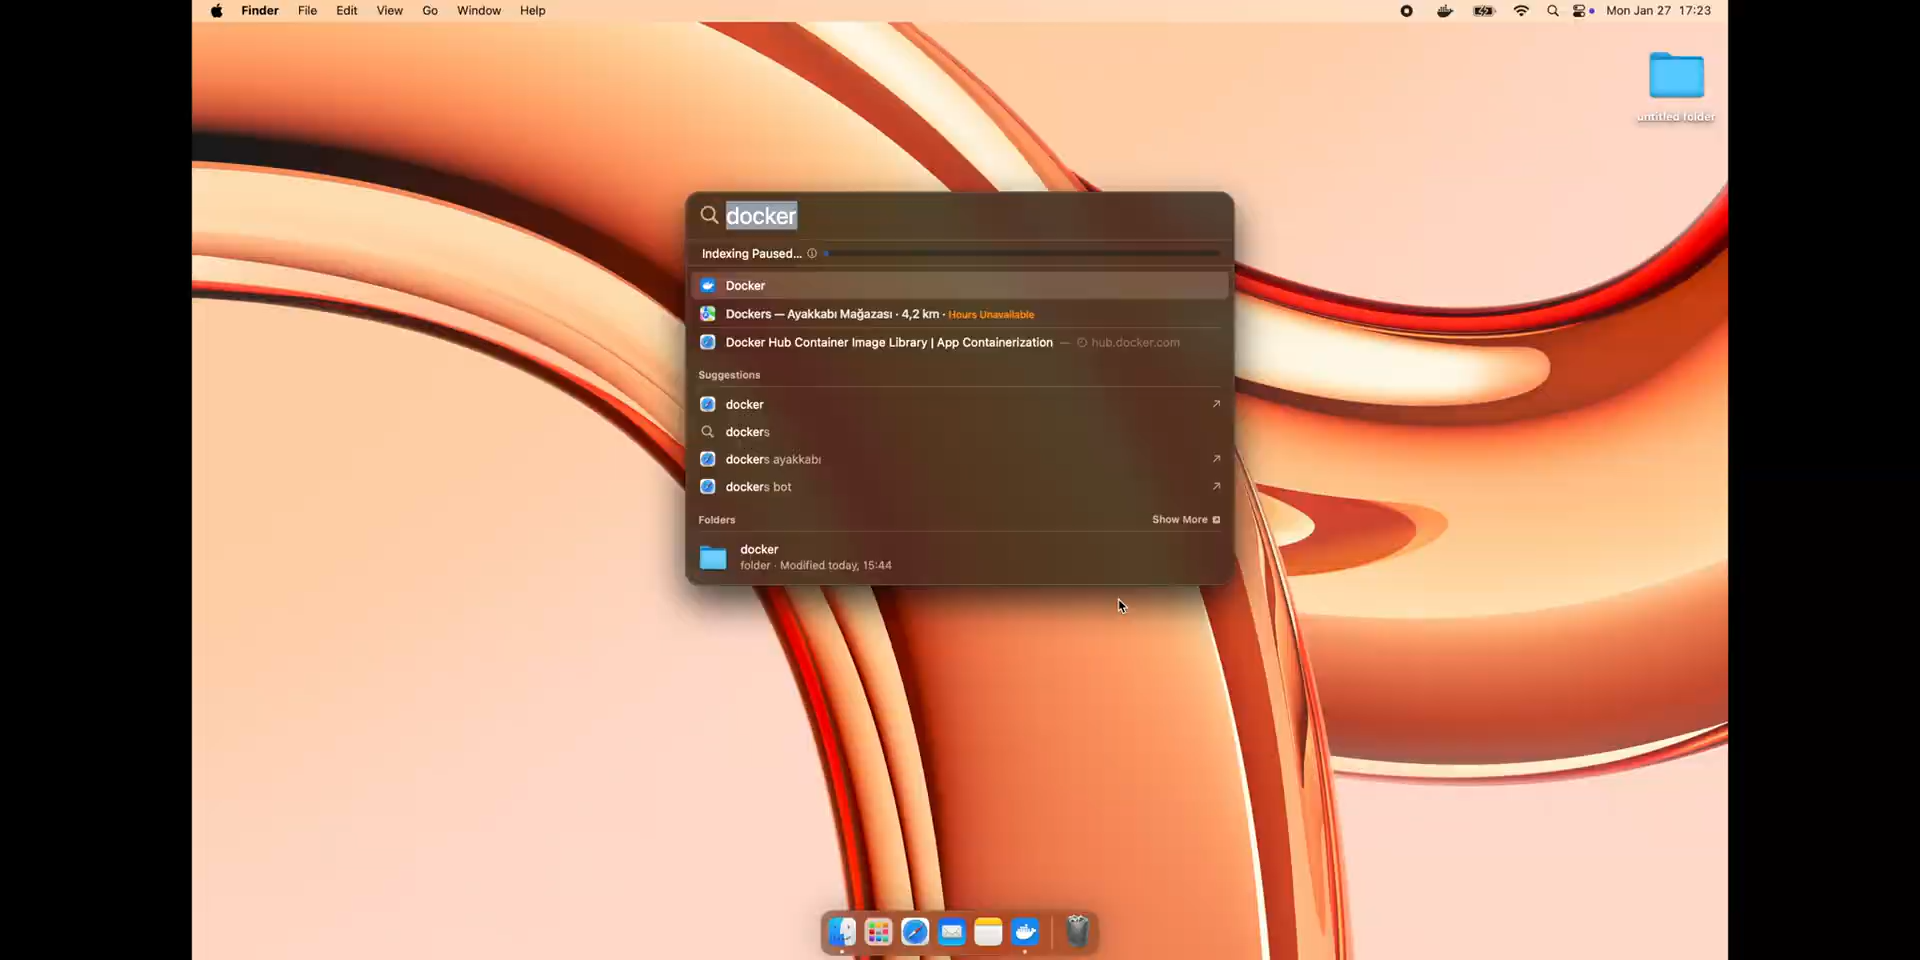 Finder File Edit View Go Window Help Mon Jan 27 17:23
untitled folder
docker
Indexing Paused...
Docker
Dockers — Ayakkabı Mağazası · 4,2 km · Hours Unavailable
Docker Hub Container Image Library | App Containerization — hub.docker.com
Suggestions
docker
dockers
dockers ayakkabı
dockers bot
Folders Show More
docker
folder · Modified today, 15:44